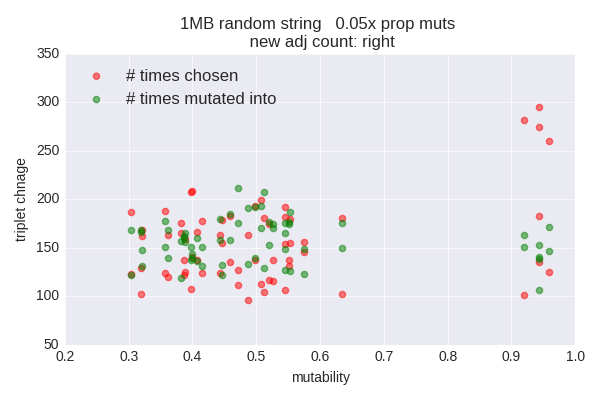 1MB random string   0.05x prop muts
new adj count: right
350
300
250
200
150
100
50
triplet chnage
# times chosen
# times mutated into
0.2 0.3 0.4 0.5 0.6 0.7 0.8 0.9 1.0
mutability